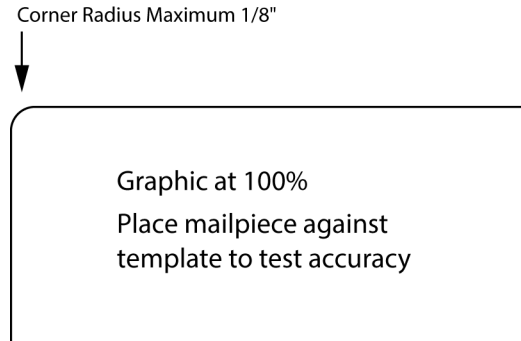 Corner Radius Maximum 1/8"
Graphic at 100%
Place mailpiece against
template to test accuracy